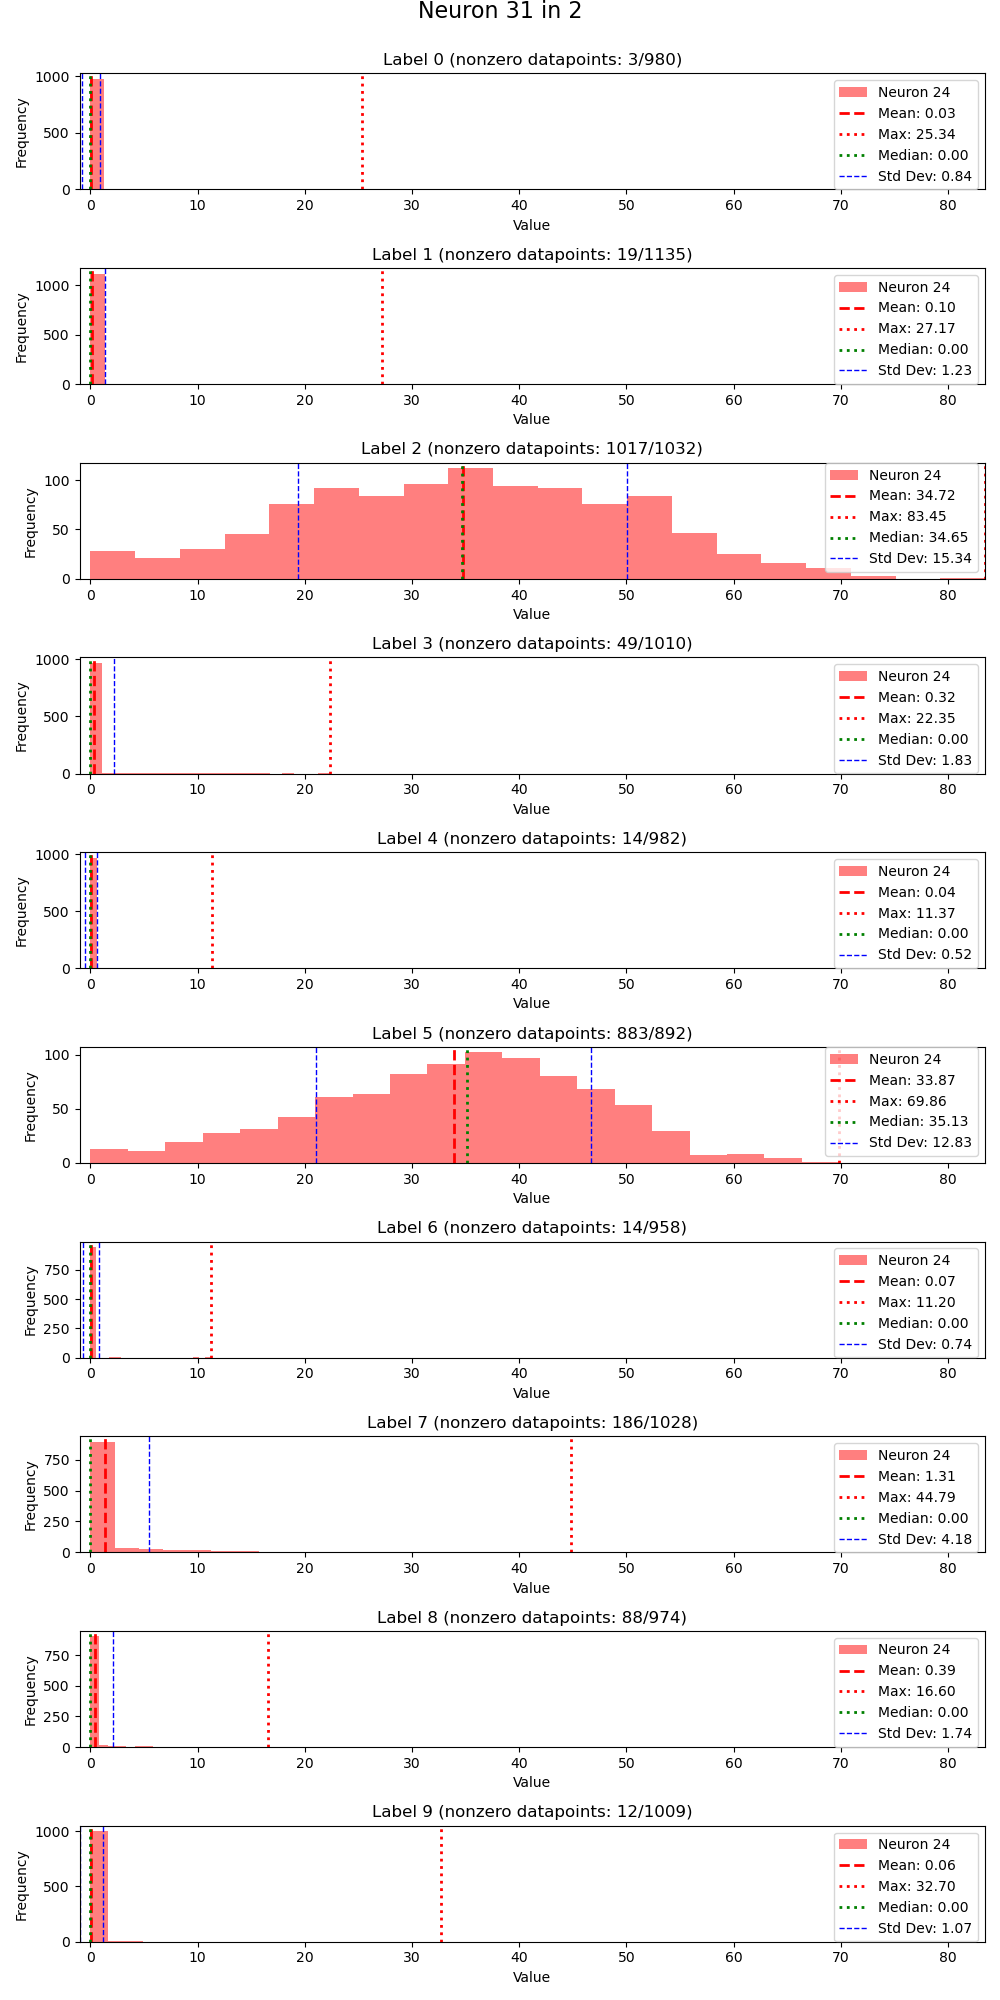 Neuron 31 in 2
Label 0 (nonzero datapoints: 3/980)
Frequency
1000
500
0
Neuron 24
Mean: 0.03
Max: 25.34
Median: 0.00
Std Dev: 0.84
0 10 20 30 40 50 60 70 80
Value
Label 1 (nonzero datapoints: 19/1135)
Frequency
1000
500
0
Neuron 24
Mean: 0.10
Max: 27.17
Median: 0.00
Std Dev: 1.23
0 10 20 30 40 50 60 70 80
Value
Label 2 (nonzero datapoints: 1017/1032)
Frequency
100
50
0
Neuron 24
Mean: 34.72
Max: 83.45
Median: 34.65
Std Dev: 15.34
0 10 20 30 40 50 60 70 80
Value
Label 3 (nonzero datapoints: 49/1010)
Frequency
1000
500
0
Neuron 24
Mean: 0.32
Max: 22.35
Median: 0.00
Std Dev: 1.83
0 10 20 30 40 50 60 70 80
Value
Label 4 (nonzero datapoints: 14/982)
Frequency
1000
500
0
Neuron 24
Mean: 0.04
Max: 11.37
Median: 0.00
Std Dev: 0.52
0 10 20 30 40 50 60 70 80
Value
Label 5 (nonzero datapoints: 883/892)
Frequency
100
50
0
Neuron 24
Mean: 33.87
Max: 69.86
Median: 35.13
Std Dev: 12.83
0 10 20 30 40 50 60 70 80
Value
Label 6 (nonzero datapoints: 14/958)
Frequency
750
500
250
0
Neuron 24
Mean: 0.07
Max: 11.20
Median: 0.00
Std Dev: 0.74
0 10 20 30 40 50 60 70 80
Value
Label 7 (nonzero datapoints: 186/1028)
Frequency
750
500
250
0
Neuron 24
Mean: 1.31
Max: 44.79
Median: 0.00
Std Dev: 4.18
0 10 20 30 40 50 60 70 80
Value
Label 8 (nonzero datapoints: 88/974)
Frequency
750
500
250
0
Neuron 24
Mean: 0.39
Max: 16.60
Median: 0.00
Std Dev: 1.74
0 10 20 30 40 50 60 70 80
Value
Label 9 (nonzero datapoints: 12/1009)
Frequency
1000
500
0
Neuron 24
Mean: 0.06
Max: 32.70
Median: 0.00
Std Dev: 1.07
0 10 20 30 40 50 60 70 80
Value